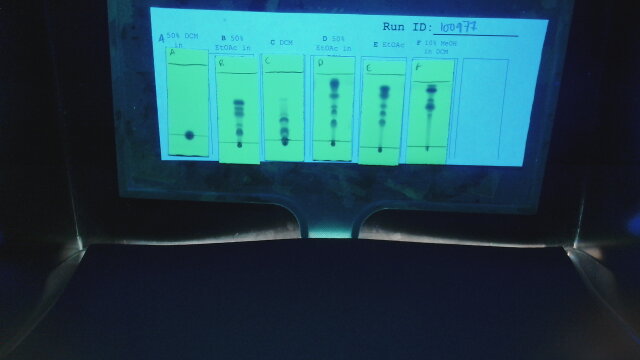 Run ID: 100977
A 50% DCM in
B 50% EtOAc in
C DCM
D 50% EtOAc in
E EtOAc
F 10% MeOH in DCM
A
B
C
D
E
F